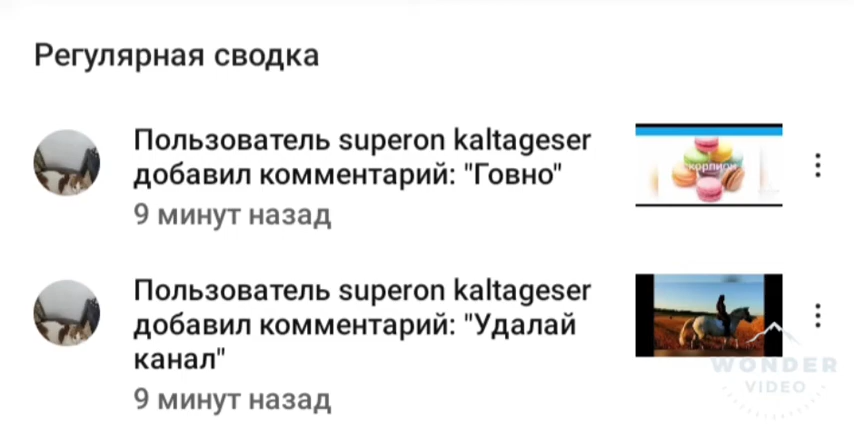 Регулярная сводка
Пользователь superon kaltageser
добавил комментарий: "Говно"
9 минут назад
скорпион
Пользователь superon kaltageser
добавил комментарий: "Удалай
канал"
9 минут назад
WONDER
VIDEO